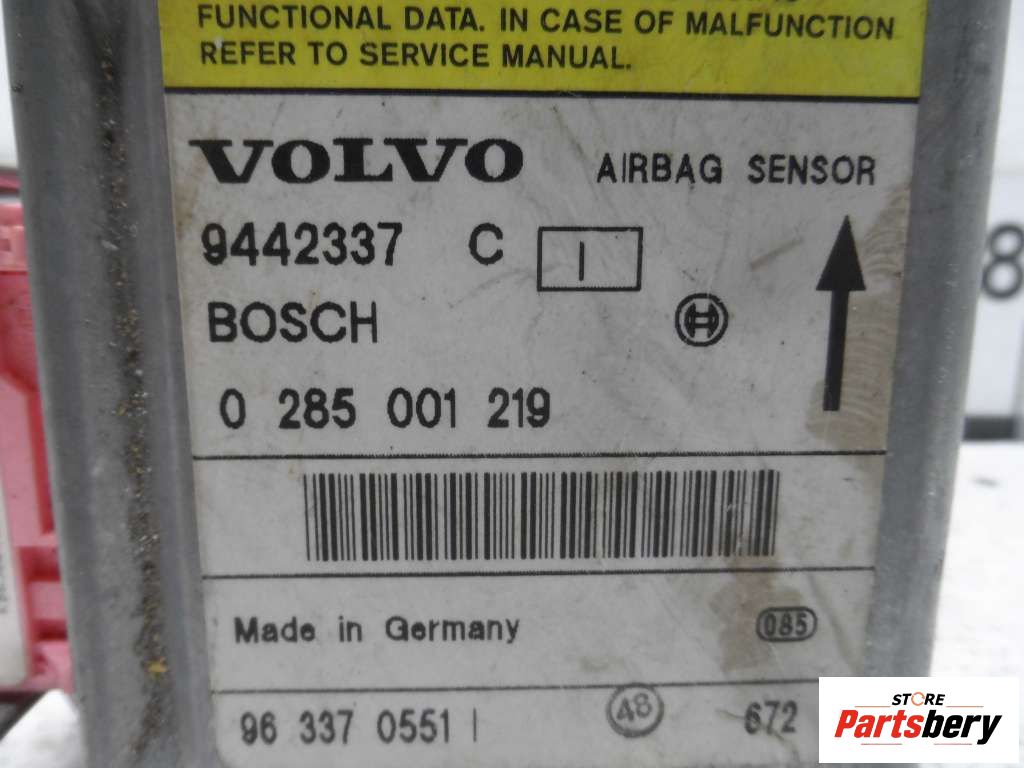 FUNCTIONAL DATA. IN CASE OF MALFUNCTION
REFER TO SERVICE MANUAL.
VOLVO AIRBAG SENSOR
9442337 C I
BOSCH
0 285 001 219
Made in Germany 085
96 337 0551 I 48 672
8
STORE
Partsbery